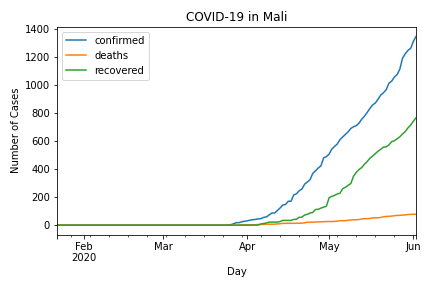 COVID-19 in Mali
confirmed
deaths
recovered
Number of Cases
1400
1200
1000
800
600
400
200
0
Feb
2020
Mar
Apr
May
Jun
Day